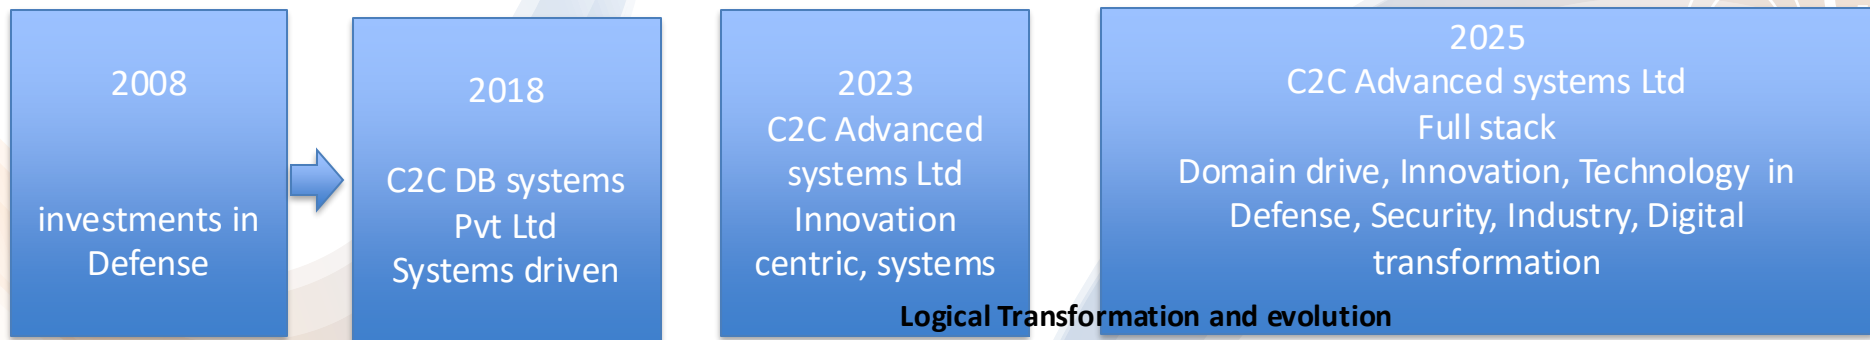 2008
investments in
Defense
2018
C2C DB systems
Pvt Ltd
Systems driven
2023
C2C Advanced
systems Ltd
Innovation
centric, systems
2025
C2C Advanced systems Ltd
Full stack
Domain drive, Innovation, Technology in
Defense, Security, Industry, Digital
transformation
Logical Transformation and evolution